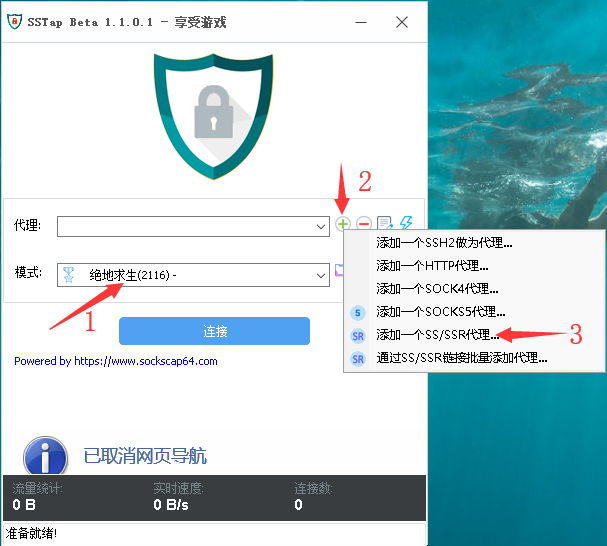 SSTap Beta 1.1.0.1 - 享受游戏
2
代理:
添加一个SSH2做为代理...
模式:
绝地求生(2116) -
添加一个HTTP代理...
添加一个SOCK4代理...
1
5
添加一个SOCKS5代理...
连接
SR
添加一个SS/SSR代理...
3
Powered by https://www.sockscap64.com
SR
通过SS/SSR链接批量添加代理...
已取消网页导航
流量统计: 实时速度: 连接数:
0 B 0 B/s 0
准备就绪!